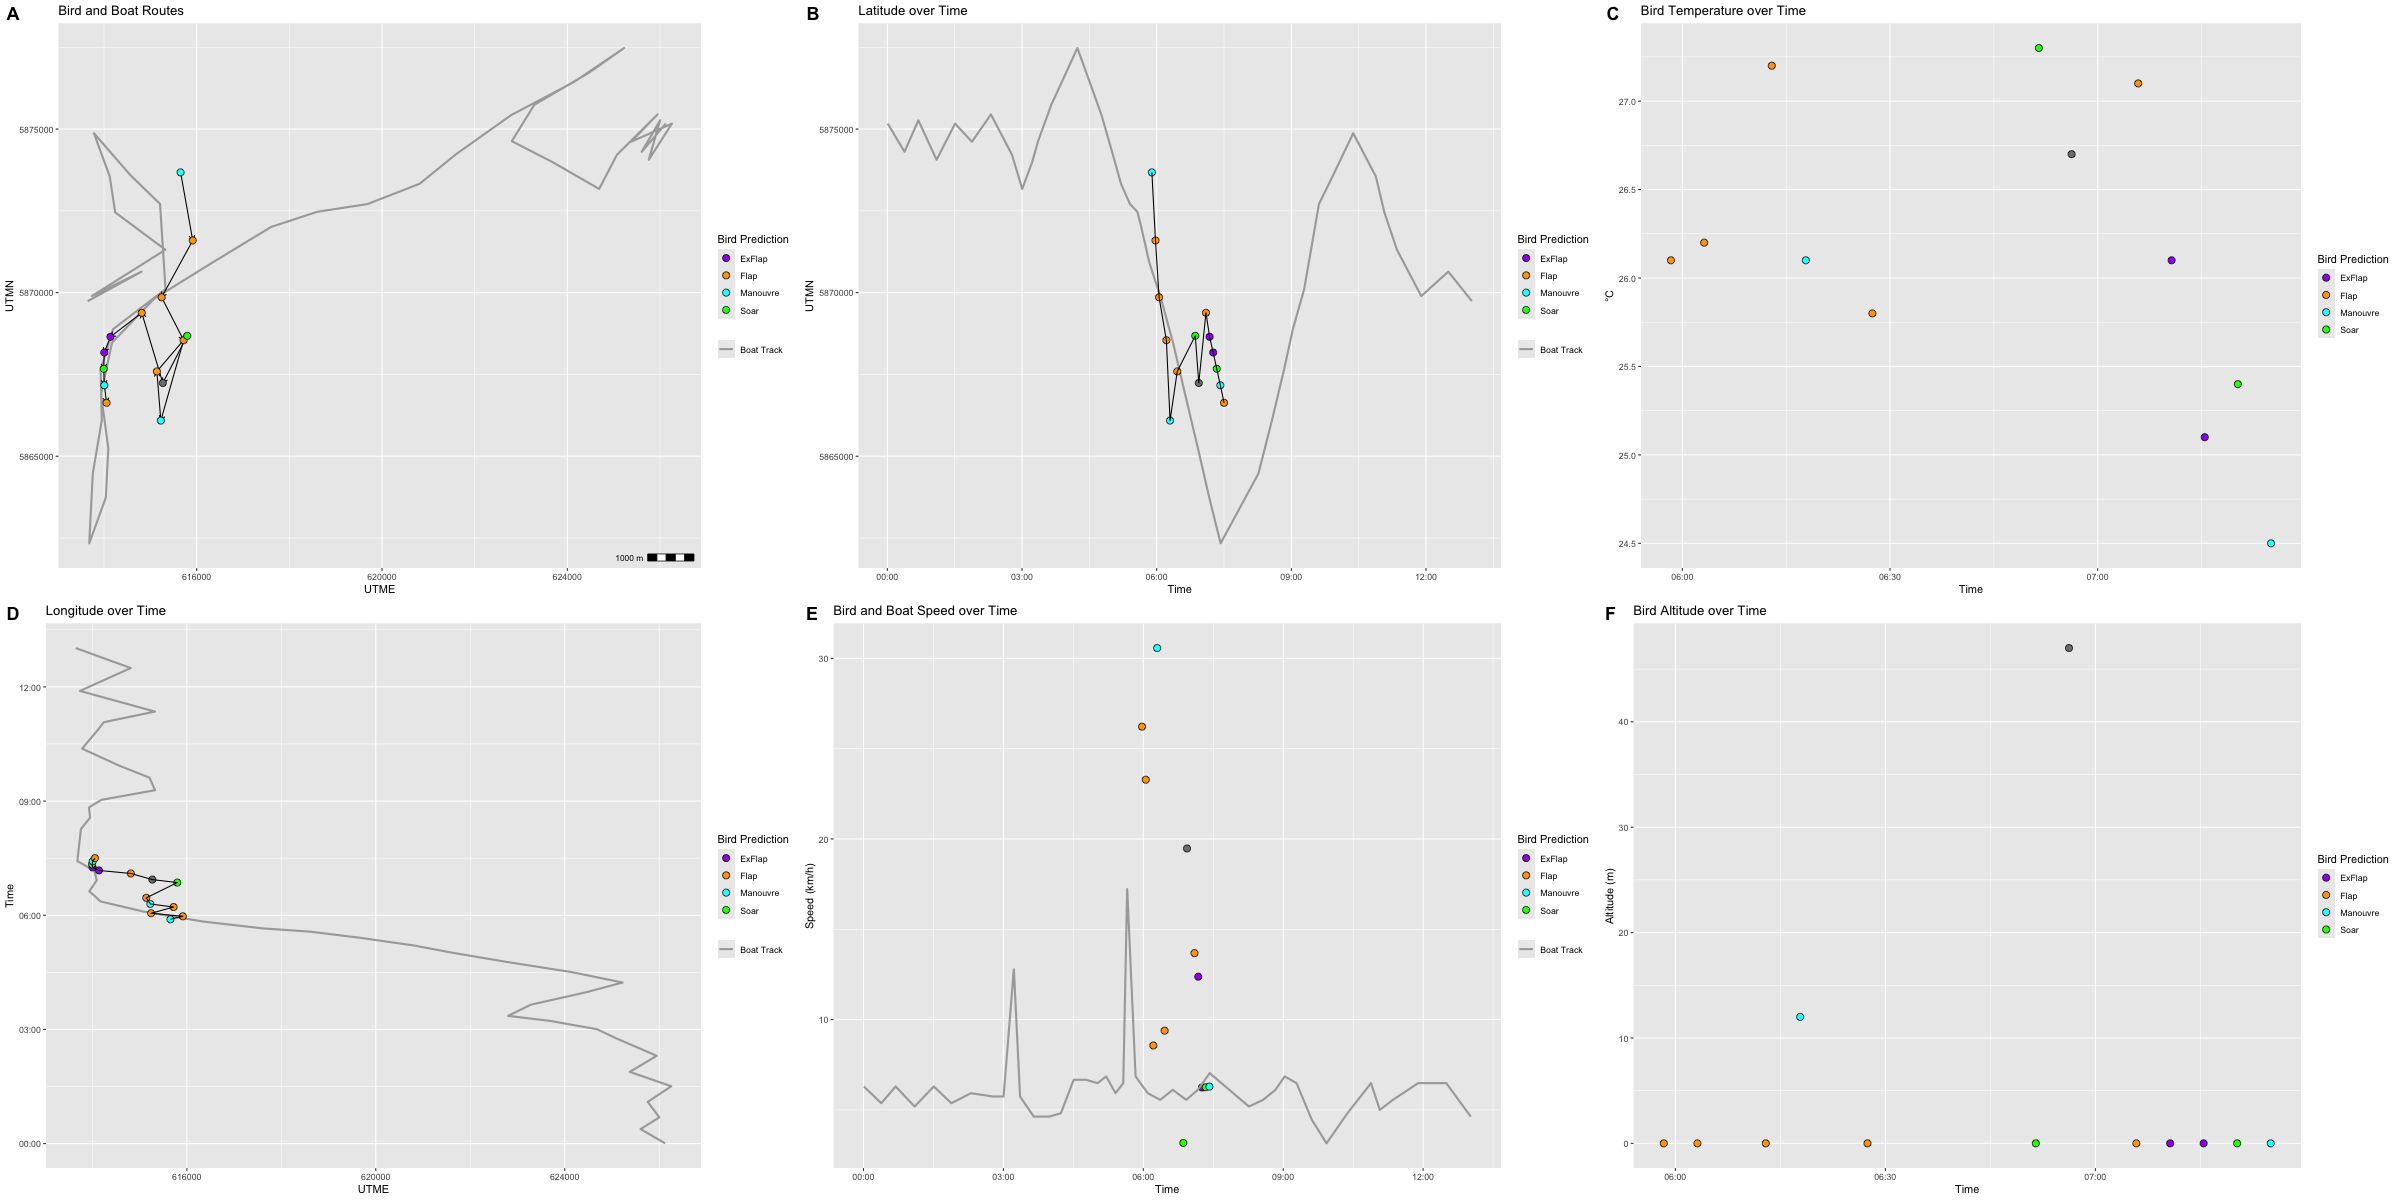 A Bird and Boat Routes
5875000
5870000
5865000
UTMN
616000
620000
624000
UTME
1000 m
Bird Prediction
ExFlap
Flap
Manouvre
Soar
Boat Track
B Latitude over Time
5875000
5870000
5865000
UTMN
00:00
03:00
06:00
09:00
12:00
Time
Bird Prediction
ExFlap
Flap
Manouvre
Soar
Boat Track
C Bird Temperature over Time
27.0
26.5
26.0
25.5
25.0
24.5
°C
06:00
06:30
07:00
Time
Bird Prediction
ExFlap
Flap
Manouvre
Soar
D Longitude over Time
12:00
09:00
06:00
03:00
00:00
Time
616000
620000
624000
UTME
Bird Prediction
ExFlap
Flap
Manouvre
Soar
Boat Track
E Bird and Boat Speed over Time
30
20
10
Speed (km/h)
00:00
03:00
06:00
09:00
12:00
Time
Bird Prediction
ExFlap
Flap
Manouvre
Soar
Boat Track
F Bird Altitude over Time
40
30
20
10
0
Altitude (m)
06:00
06:30
07:00
Time
Bird Prediction
ExFlap
Flap
Manouvre
Soar